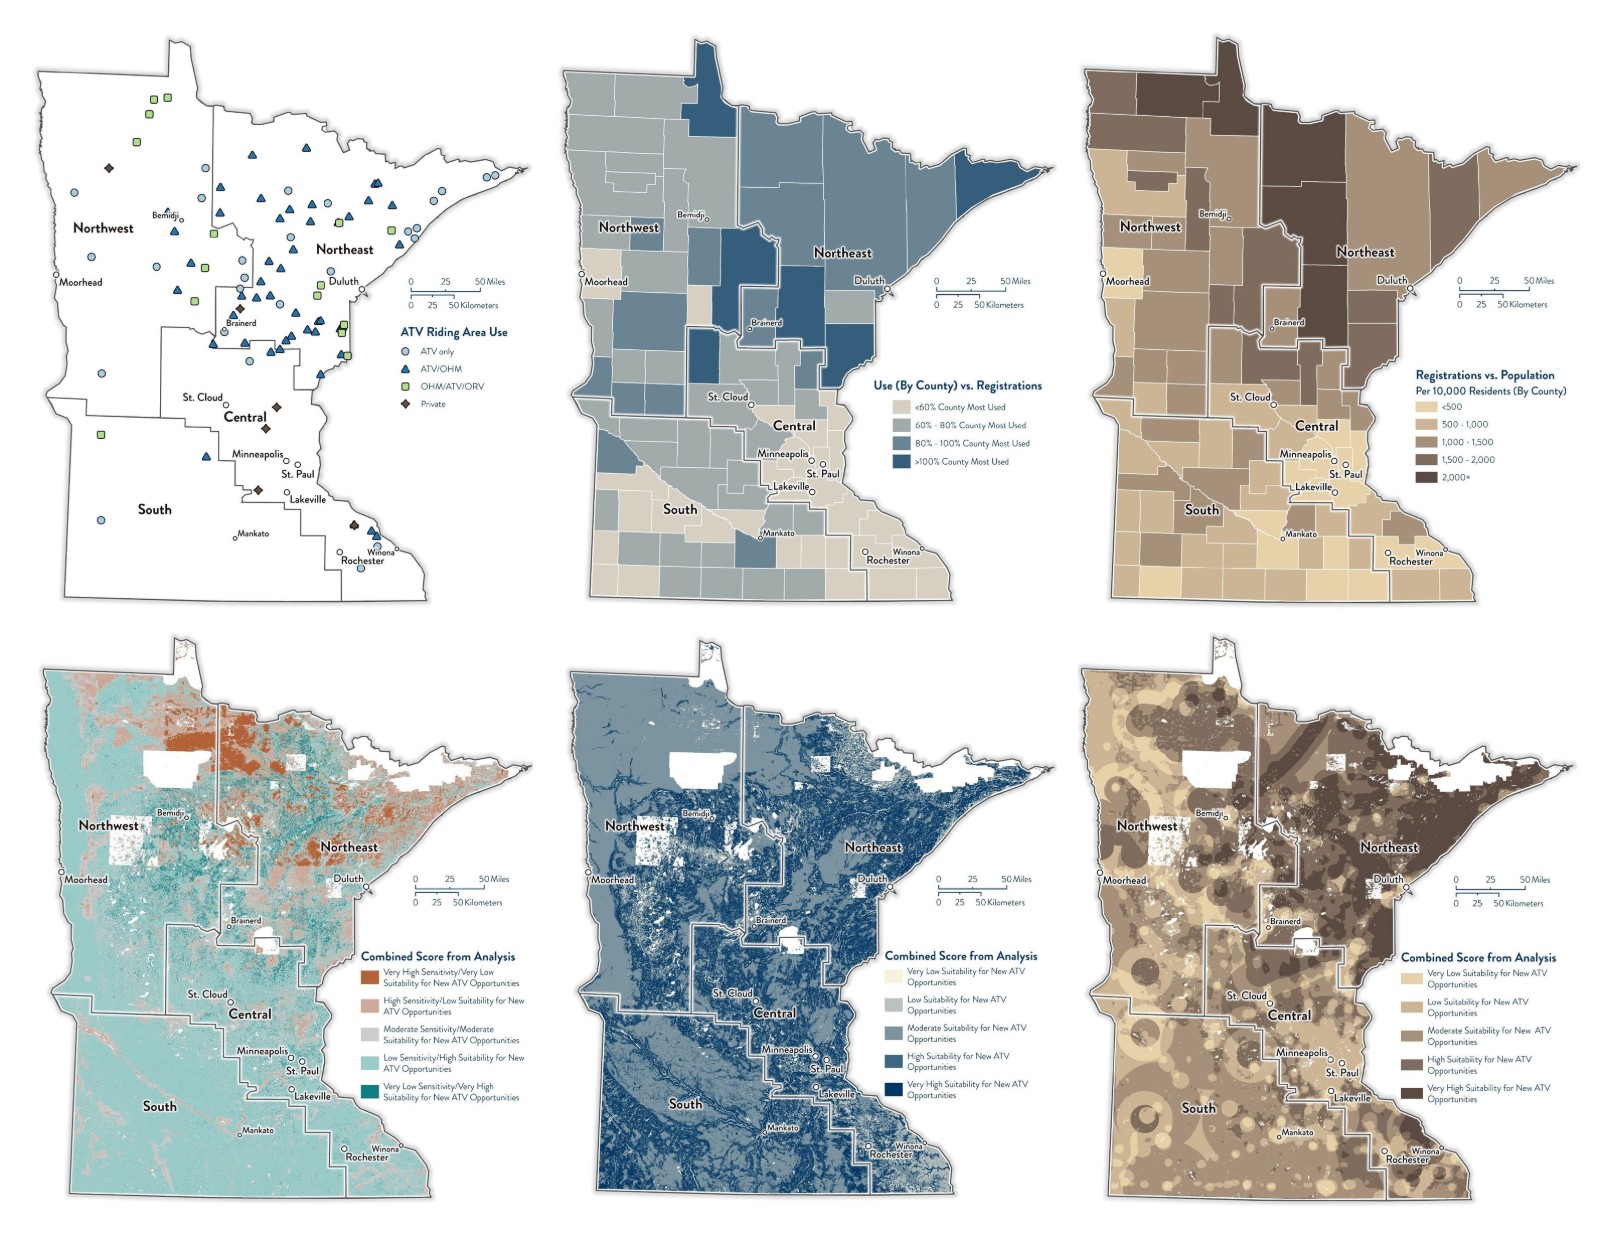 Northwest
Bemidji
Northeast
Moorhead
Duluth
0 25 50 Miles
0 25 50 Kilometers
Brainerd
ATV Riding Area Use
ATV only
ATV/OHM
OHM/ATV/ORV
Private
St. Cloud
Central
Minneapolis
St. Paul
Lakeville
South
Mankato
Winona
Rochester
Northwest
Bemidji
Northeast
Moorhead
Duluth
0 25 50 Miles
0 25 50 Kilometers
Brainerd
Use (By County) vs. Registrations
<60% County Most Used
60% - 80% County Most Used
80% - 100% County Most Used
>100% County Most Used
St. Cloud
Central
Minneapolis
St. Paul
Lakeville
South
Mankato
Winona
Rochester
Northwest
Bemidji
Northeast
Moorhead
Duluth
0 25 50 Miles
0 25 50 Kilometers
Brainerd
Registrations vs. Population
Per 10,000 Residents (By County)
<500
500 - 1,000
1,000 - 1,500
1,500 - 2,000
2,000+
St. Cloud
Central
Minneapolis
St. Paul
Lakeville
South
Mankato
Winona
Rochester
Bemidji
Northwest
Northeast
Moorhead
Duluth
0 25 50 Miles
0 25 50 Kilometers
Brainerd
Combined Score from Analysis
Very High Sensitivity/Very Low
Suitability for New ATV Opportunities
High Sensitivity/Low Suitability for New
ATV Opportunities
Moderate Sensitivity/Moderate
Suitability for New ATV Opportunities
Low Sensitivity/High Suitability for New
ATV Opportunities
Very Low Sensitivity/Very High
Suitability for New ATV Opportunities
St. Cloud
Central
Minneapolis
St. Paul
Lakeville
South
Mankato
Winona
Rochester
Bemidji
Northwest
Northeast
Moorhead
Duluth
0 25 50 Miles
0 25 50 Kilometers
Brainerd
Combined Score from Analysis
Very Low Suitability for New ATV
Opportunities
Low Suitability for New ATV
Opportunities
Moderate Suitability for New ATV
Opportunities
High Suitability for New ATV
Opportunities
Very High Suitability for New ATV
Opportunities
St. Cloud
Central
Minneapolis
St. Paul
Lakeville
South
Mankato
Winona
Rochester
Bemidji
Northwest
Northeast
Moorhead
Duluth
0 25 50 Miles
0 25 50 Kilometers
Brainerd
Combined Score from Analysis
Very Low Suitability for New ATV
Opportunities
Low Suitability for New ATV
Opportunities
Moderate Suitability for New ATV
Opportunities
High Suitability for New ATV
Opportunities
Very High Suitability for New ATV
Opportunities
St. Cloud
Central
Minneapolis
St. Paul
Lakeville
South
Mankato
Winona
Rochester